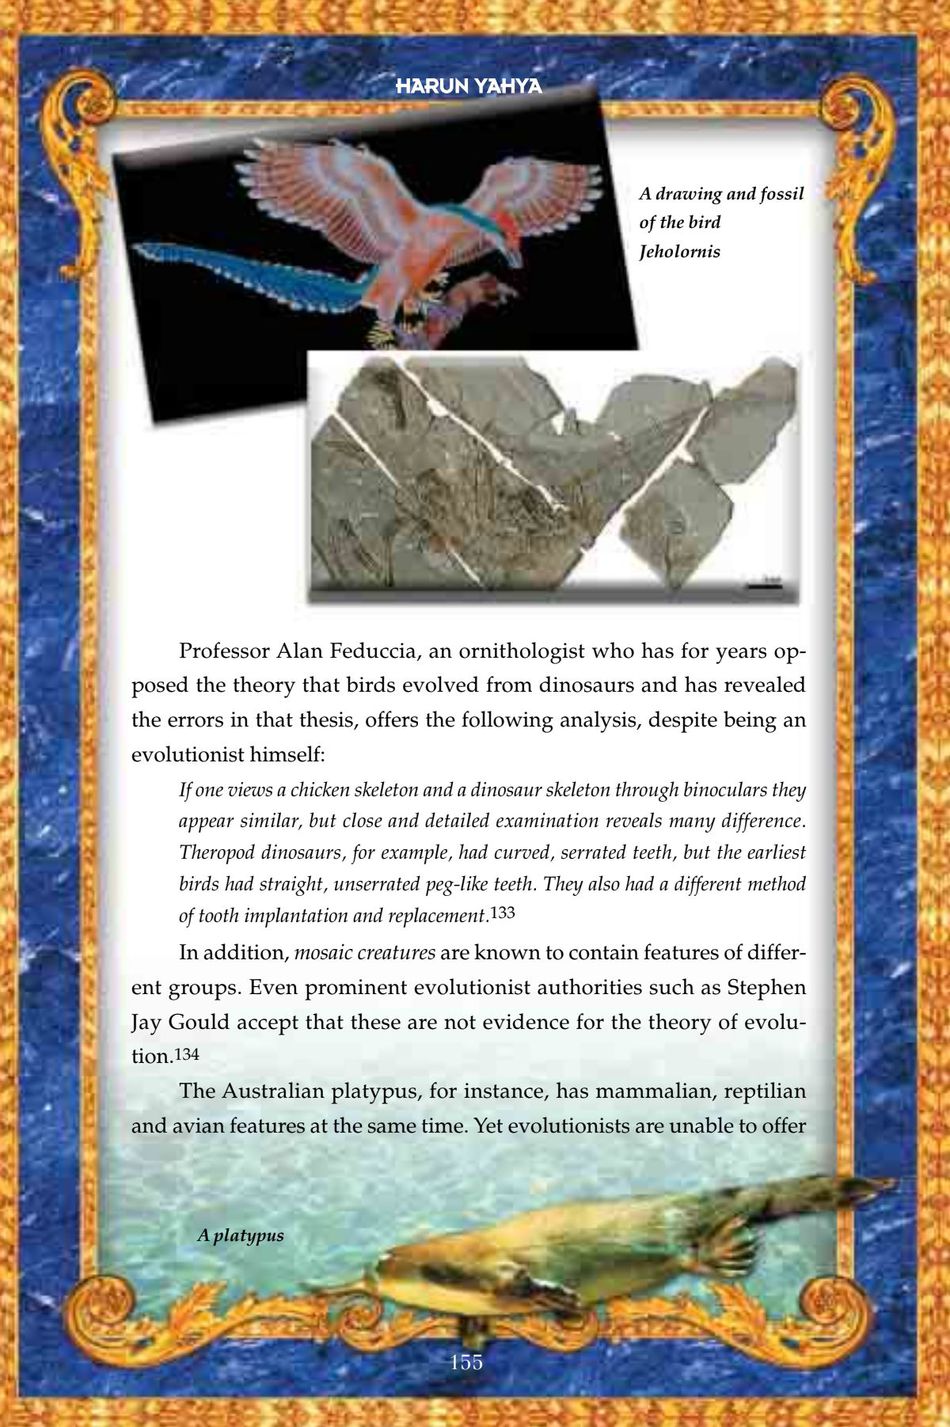 HARUN YAHYA
A drawing and fossil
of the bird
Jeholornis
Professor Alan Feduccia, an ornithologist who has for years op-
posed the theory that birds evolved from dinosaurs and has revealed
the errors in that thesis, offers the following analysis, despite being an
evolutionist himself:
If one views a chicken skeleton and a dinosaur skeleton through binoculars they
appear similar, but close and detailed examination reveals many difference.
Theropod dinosaurs, for example, had curved, serrated teeth, but the earliest
birds had straight, unserrated peg-like teeth. They also had a different method
of tooth implantation and replacement.133
In addition, mosaic creatures are known to contain features of differ-
ent groups. Even prominent evolutionist authorities such as Stephen
Jay Gould accept that these are not evidence for the theory of evolu-
tion.134
The Australian platypus, for instance, has mammalian, reptilian
and avian features at the same time. Yet evolutionists are unable to offer
A platypus
155